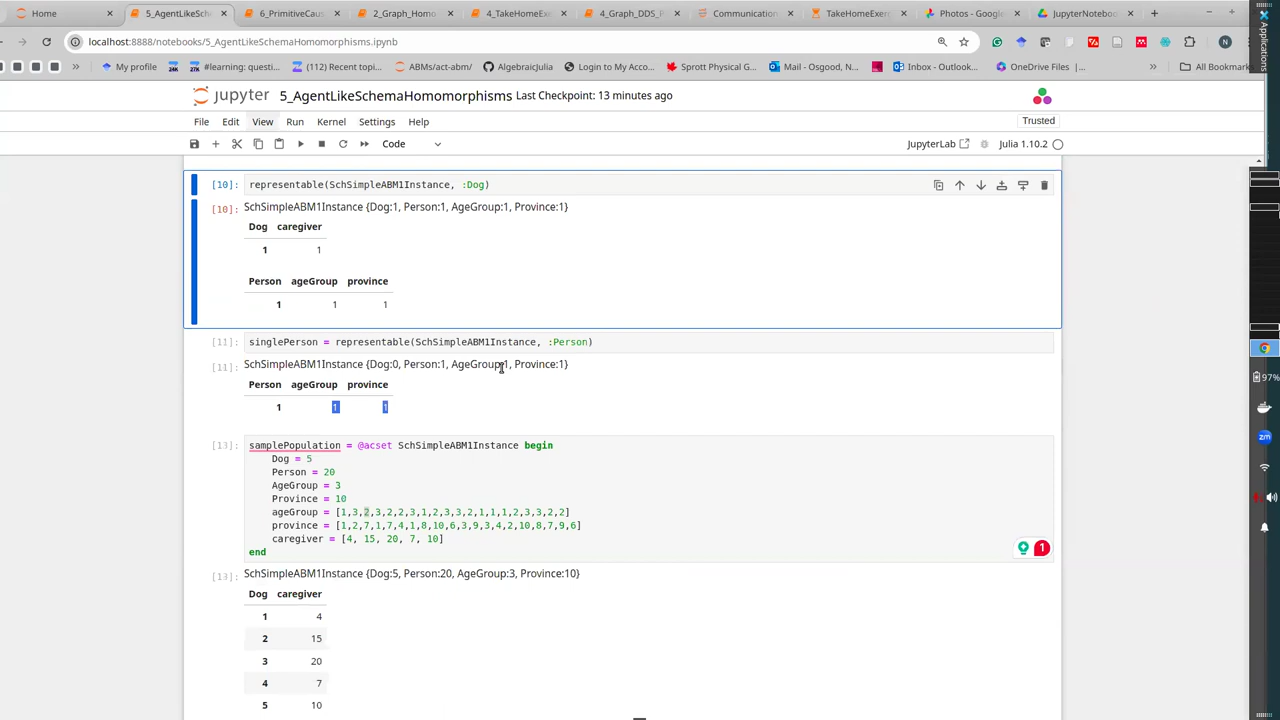 Home
5_AgentLikeSchema
6_PrimitiveCaus
2_Graph_Homo
4_TakeHomeEx
4_Graph_DDS_P
Communication
TakeHomeExer
Photos - Google
JupyterNoteboo
localhost:8888/notebooks/5_AgentLikeSchemaHomomorphisms.ipynb
N
My profile
#learning: questi...
(112) Recent topi...
ABMs/act-abm/
AlgebraicJul...
Login to My Acco...
Sprott Physical G...
Mail - Osgood, N...
Inbox - Outlook...
OneDrive Files | ...
All Bookmark
Applications
jupyter 5_AgentLikeSchemaHomomorphisms Last Checkpoint: 13 minutes ago
File Edit View Run Kernel Settings Help
Trusted
Code
JupyterLab
Julia 1.10.2
[10]: representable(SchSimpleABM1Instance, :Dog)
[10]: SchSimpleABM1Instance {Dog:1, Person:1, AgeGroup:1, Province:1}
Dog caregiver
1 1
Person ageGroup province
1 1 1
[11]: singlePerson = representable(SchSimpleABM1Instance, :Person)
[11]: SchSimpleABM1Instance {Dog:0, Person:1, AgeGroup:1, Province:1}
Person ageGroup province
1 1 1
[13]: samplePopulation = @acset SchSimpleABM1Instance begin
Dog = 5
Person = 20
AgeGroup = 3
Province = 10
ageGroup = [1,3,2,3,2,2,3,1,2,3,3,2,1,1,1,2,3,3,2,2]
province = [1,2,7,1,7,4,1,8,10,6,3,9,3,4,2,10,8,7,9,6]
caregiver = [4, 15, 20, 7, 10]
end
1
[13]: SchSimpleABM1Instance {Dog:5, Person:20, AgeGroup:3, Province:10}
Dog caregiver
1 4
2 15
3 20
4 7
5 10
97%
zm